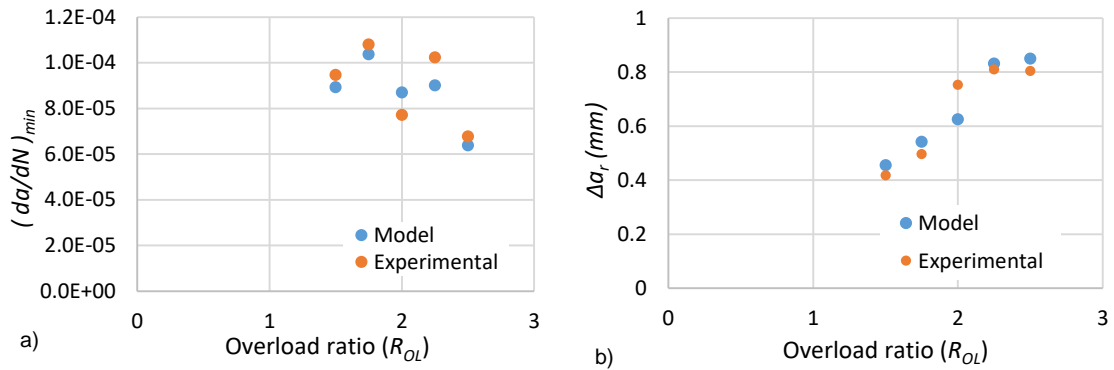 1.2E-04
1.0E-04
8.0E-05
6.0E-05
4.0E-05
2.0E-05
0.0E+00
(da/dN)min
Model
Experimental
0 1 2 3
Overload ratio (ROL)
a)
1
0.8
0.6
0.4
0.2
0
Δar (mm)
Model
Experimental
0 1 2 3
Overload ratio (ROL)
b)